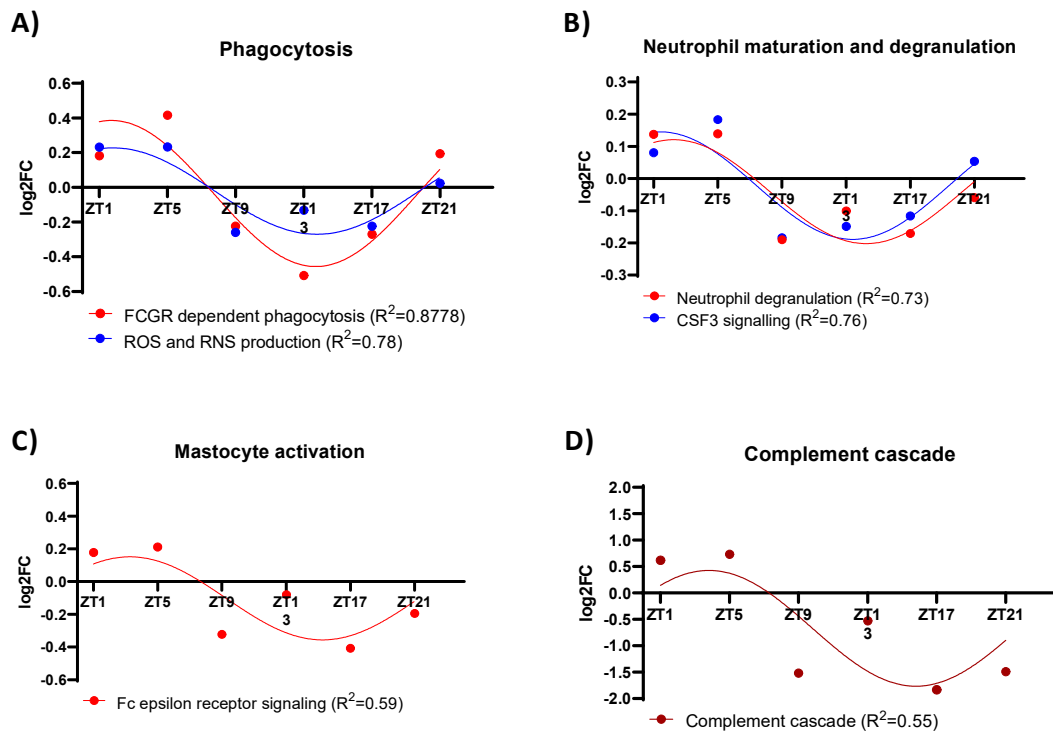 A)
Phagocytosis
0.6
0.4
0.2
0.0
-0.2
-0.4
-0.6
log2FC
ZT1
ZT5
ZT9
ZT1
3
ZT17
ZT21
FCGR dependent phagocytosis (R²=0.8778)
ROS and RNS production (R²=0.78)
B)
Neutrophil maturation and degranulation
0.3
0.2
0.1
0.0
-0.1
-0.2
-0.3
log2FC
ZT1
ZT5
ZT9
ZT1
3
ZT17
ZT21
Neutrophil degranulation (R²=0.73)
CSF3 signalling (R²=0.76)
C)
Mastocyte activation
0.6
0.4
0.2
0.0
-0.2
-0.4
-0.6
log2FC
ZT1
ZT5
ZT9
ZT1
3
ZT17
ZT21
Fc epsilon receptor signaling (R²=0.59)
D)
Complement cascade
2.0
1.5
1.0
0.5
0.0
-0.5
-1.0
-1.5
-2.0
log2FC
ZT1
ZT5
ZT9
ZT1
3
ZT17
ZT21
Complement cascade (R²=0.55)